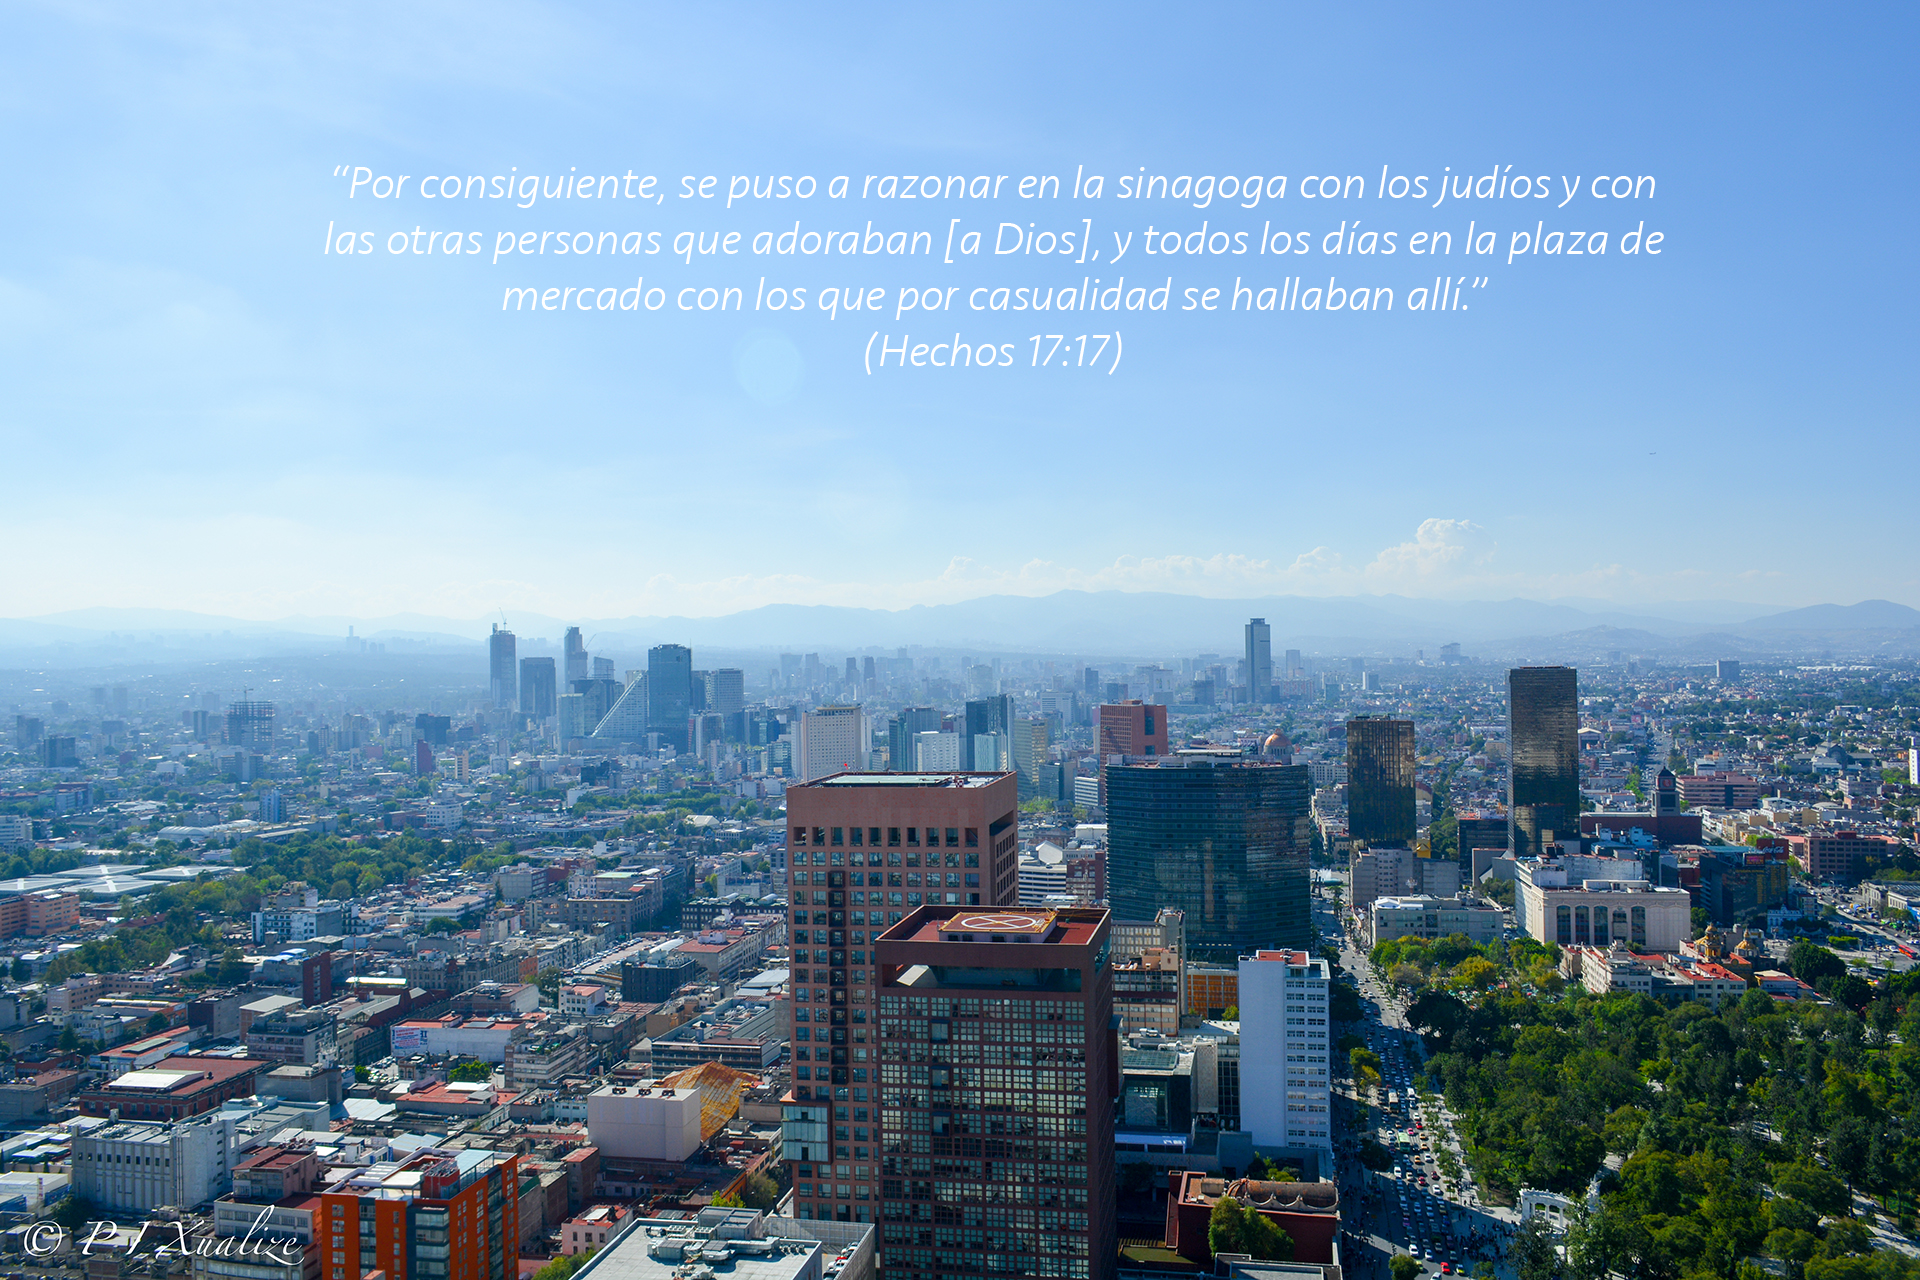 “Por consiguiente, se puso a razonar en la sinagoga con los judíos y con
las otras personas que adoraban [a Dios], y todos los días en la plaza de
mercado con los que por casualidad se hallaban allí.”
(Hechos 17:17)
© P I Xualize